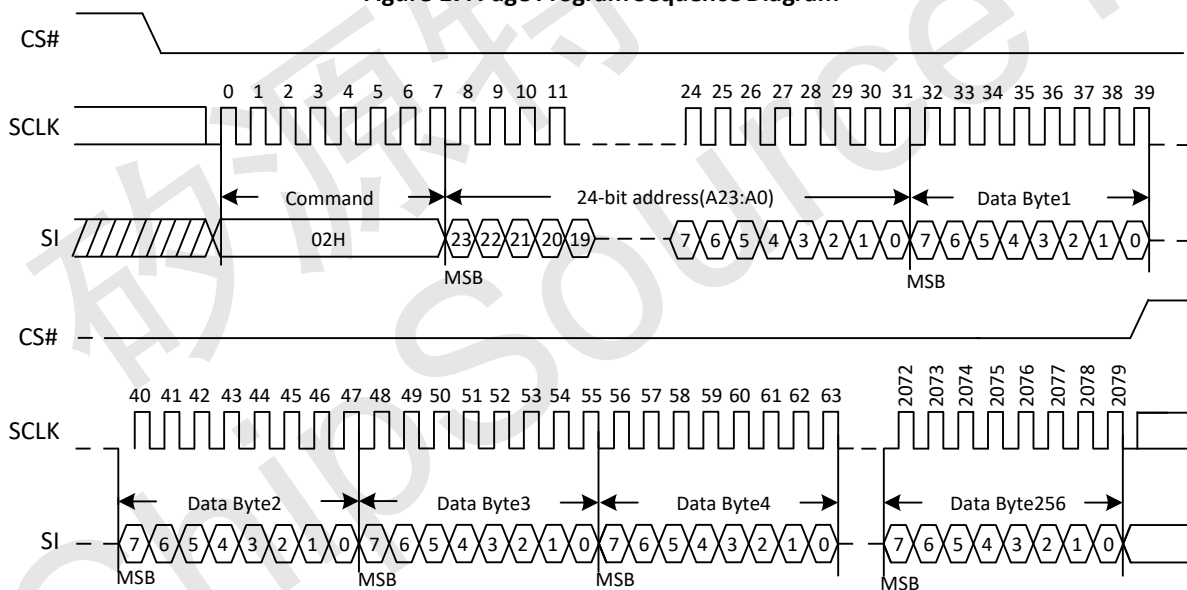 CS#
0 1 2 3 4 5 6 7 8 9 10 11 24 25 26 27 28 29 30 31 32 33 34 35 36 37 38 39
SCLK
Command 24-bit address(A23:A0) Data Byte1
SI 02H 23 22 21 20 19 7 6 5 4 3 2 1 0 7 6 5 4 3 2 1 0
MSB MSB
CS#
40 41 42 43 44 45 46 47 48 49 50 51 52 53 54 55 56 57 58 59 60 61 62 63 2072 2073 2074 2075 2076 2077 2078 2079
SCLK
Data Byte2 Data Byte3 Data Byte4 Data Byte256
SI 7 6 5 4 3 2 1 0 7 6 5 4 3 2 1 0 7 6 5 4 3 2 1 0 7 6 5 4 3 2 1 0
MSB MSB MSB MSB
矽源特
ChipSource